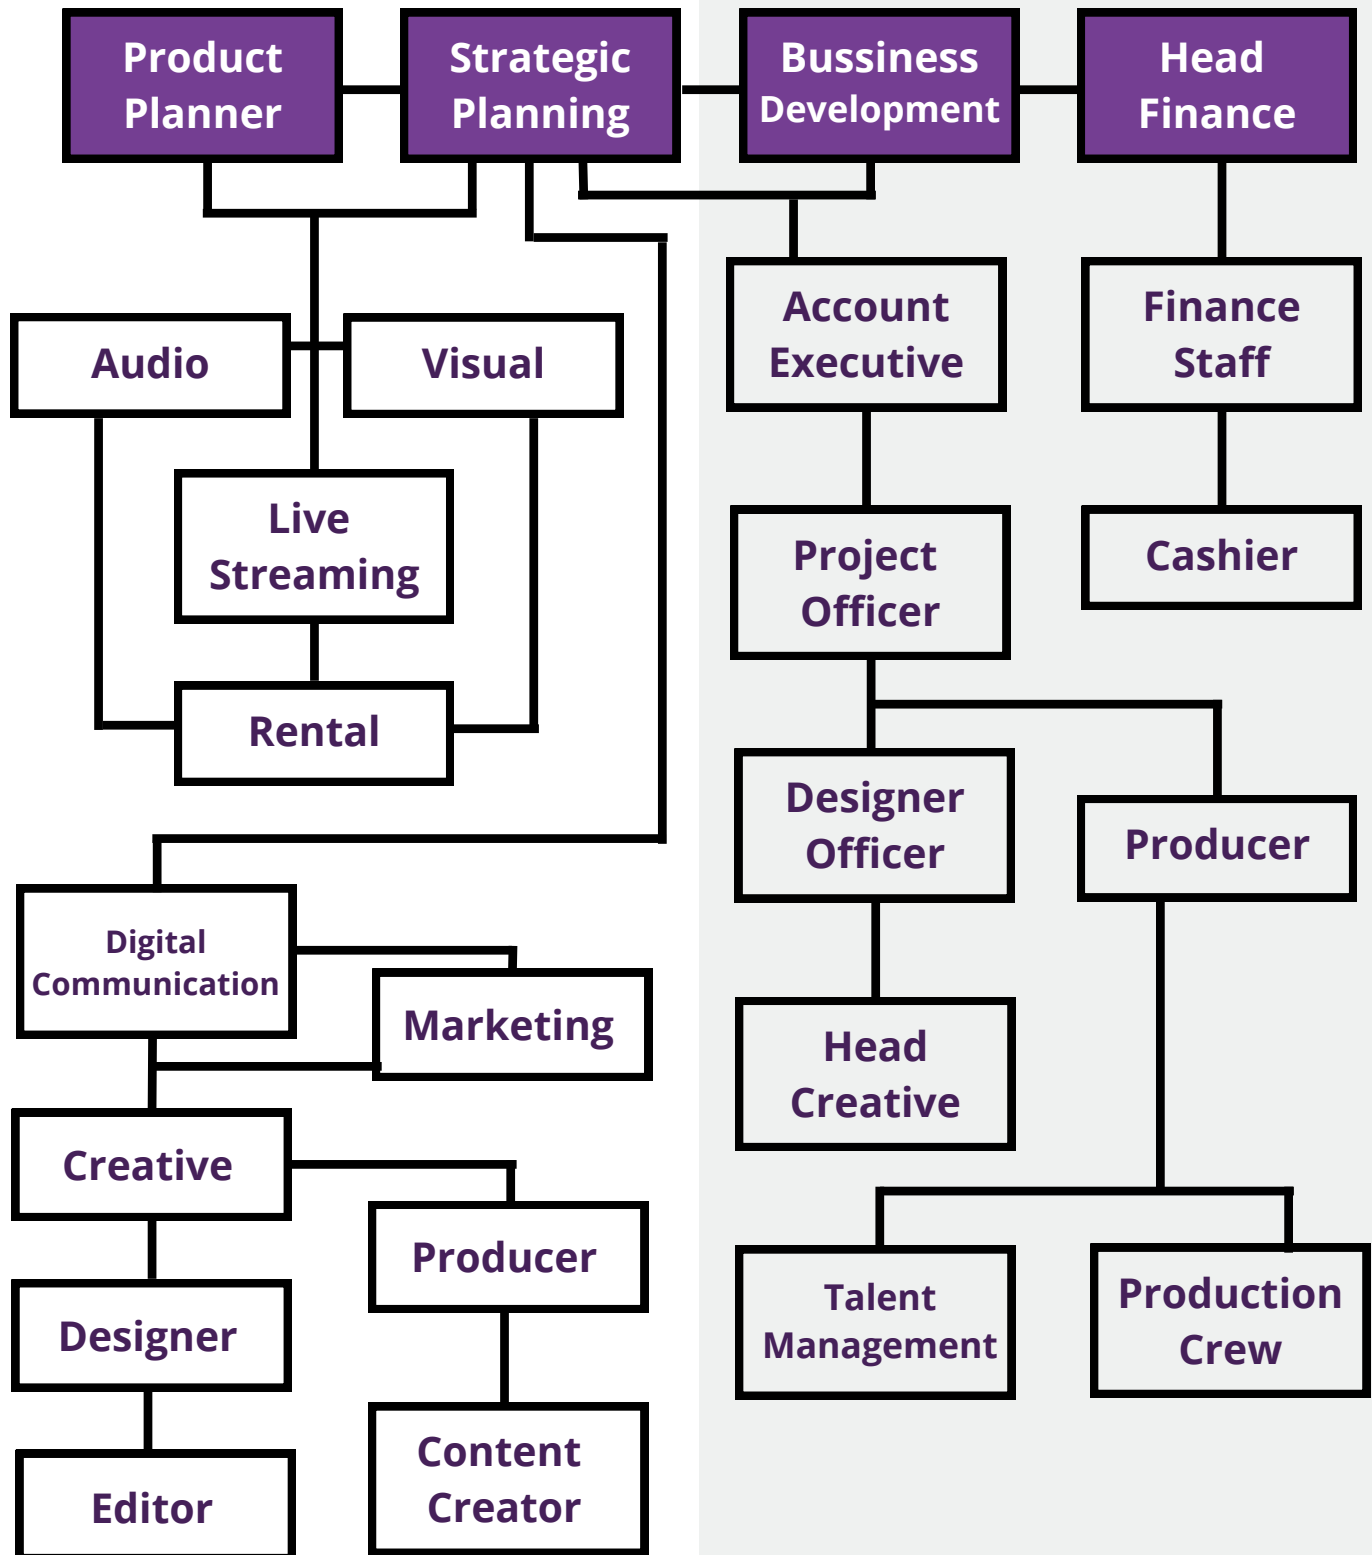 Product
Planner
Strategic
Planning
Bussiness
Development
Head
Finance
Audio
Visual
Account
Executive
Finance
Staff
Live
Streaming
Project
Officer
Cashier
Rental
Designer
Officer
Producer
Digital
Communication
Marketing
Head
Creative
Creative
Producer
Designer
Talent
Management
Production
Crew
Editor
Content
Creator